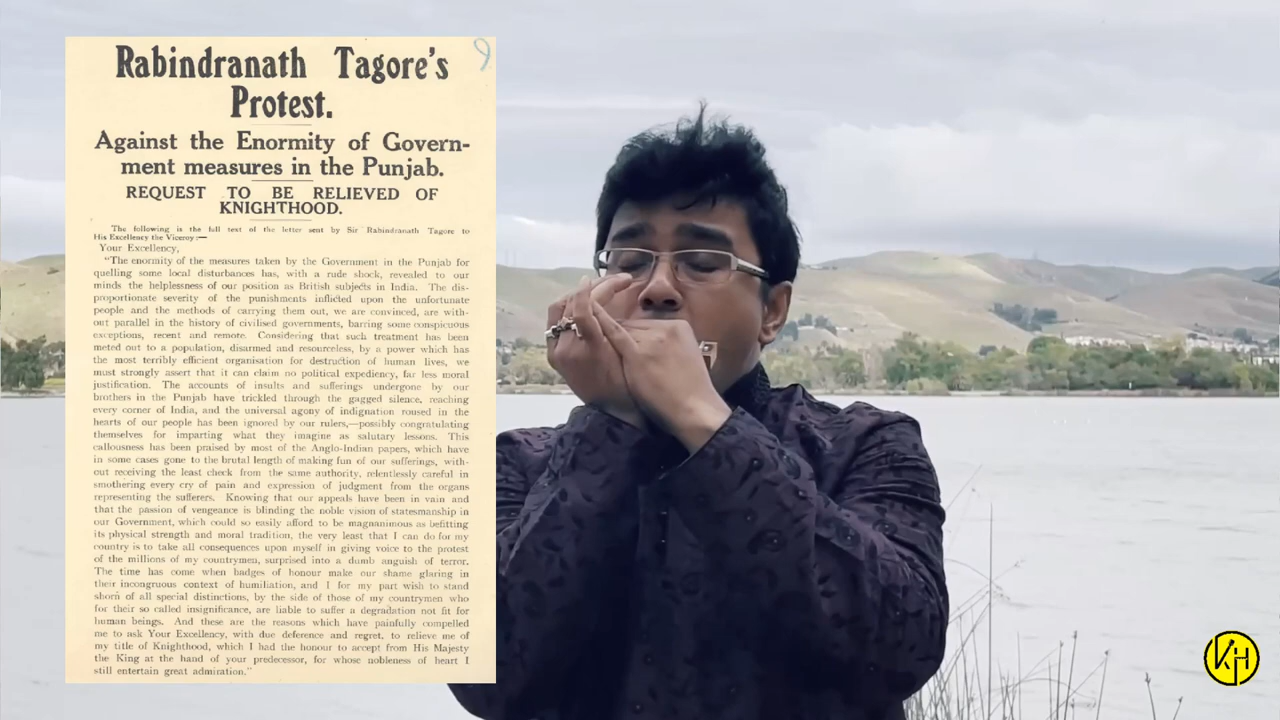 Rabindranath Tagore's
Protest.
Against the Enormity of Govern-
ment measures in the Punjab.
REQUEST TO BE RELIEVED OF
KNIGHTHOOD.
The following is the full text of the letter sent by Sir Rabindranath Tagore to
His Excellency the Viceroy :—
Your Excellency,
"The enormity of the measures taken by the Government in the Punjab for
quelling some local disturbances has, with a rude shock, revealed to our
minds the helplessness of our position as British subjects in India. The dis-
proportionate severity of the punishments inflicted upon the unfortunate
people and the methods of carrying them out, we are convinced, are with-
out parallel in the history of civilised governments, barring some conspicuous
exceptions, recent and remote. Considering that such treatment has been
meted out to a population, disarmed and resourceless, by a power which has
the most terribly efficient organisation for destruction of human lives, we
must strongly assert that it can claim no political expediency, far less moral
justification. The accounts of insults and sufferings undergone by our
brothers in the Punjab have trickled through the gagged silence, reaching
every corner of India, and the universal agony of indignation roused in the
hearts of our people has been ignored by our rulers,—possibly congratulating
themselves for imparting what they imagine as salutary lessons. This
callousness has been praised by most of the Anglo-Indian papers, which have
in some cases gone to the brutal length of making fun of our sufferings, with-
out receiving the least check from the same authority, relentlessly careful in
smothering every cry of pain and expression of judgment from the organs
representing the sufferers. Knowing that our appeals have been in vain and
that the passion of vengeance is blinding the noble vision of statesmanship in
our Government, which could so easily afford to be magnanimous as befitting
its physical strength and moral tradition, the very least that I can do for my
country is to take all consequences upon myself in giving voice to the protest
of the millions of my countrymen, surprised into a dumb anguish of terror.
The time has come when badges of honour make our shame glaring in
their incongruous context of humiliation, and I for my part wish to stand
shorn of all special distinctions, by the side of those of my countrymen who
for their so called insignificance, are liable to suffer a degradation not fit for
human beings. And these are the reasons which have painfully compelled
me to ask Your Excellency, with due deference and regret, to relieve me of
my title of Knighthood, which I had the honour to accept from His Majesty
the King at the hand of your predecessor, for whose nobleness of heart I
still entertain great admiration."
KH